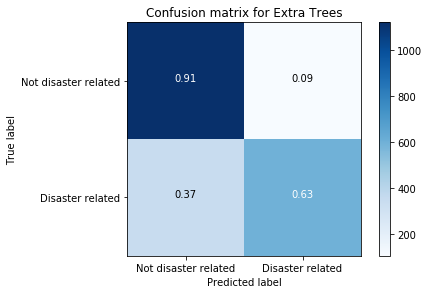 Confusion matrix for Extra Trees
True label
Not disaster related
Disaster related
0.91
0.09
0.37
0.63
Not disaster related
Disaster related
Predicted label
1000
800
600
400
200